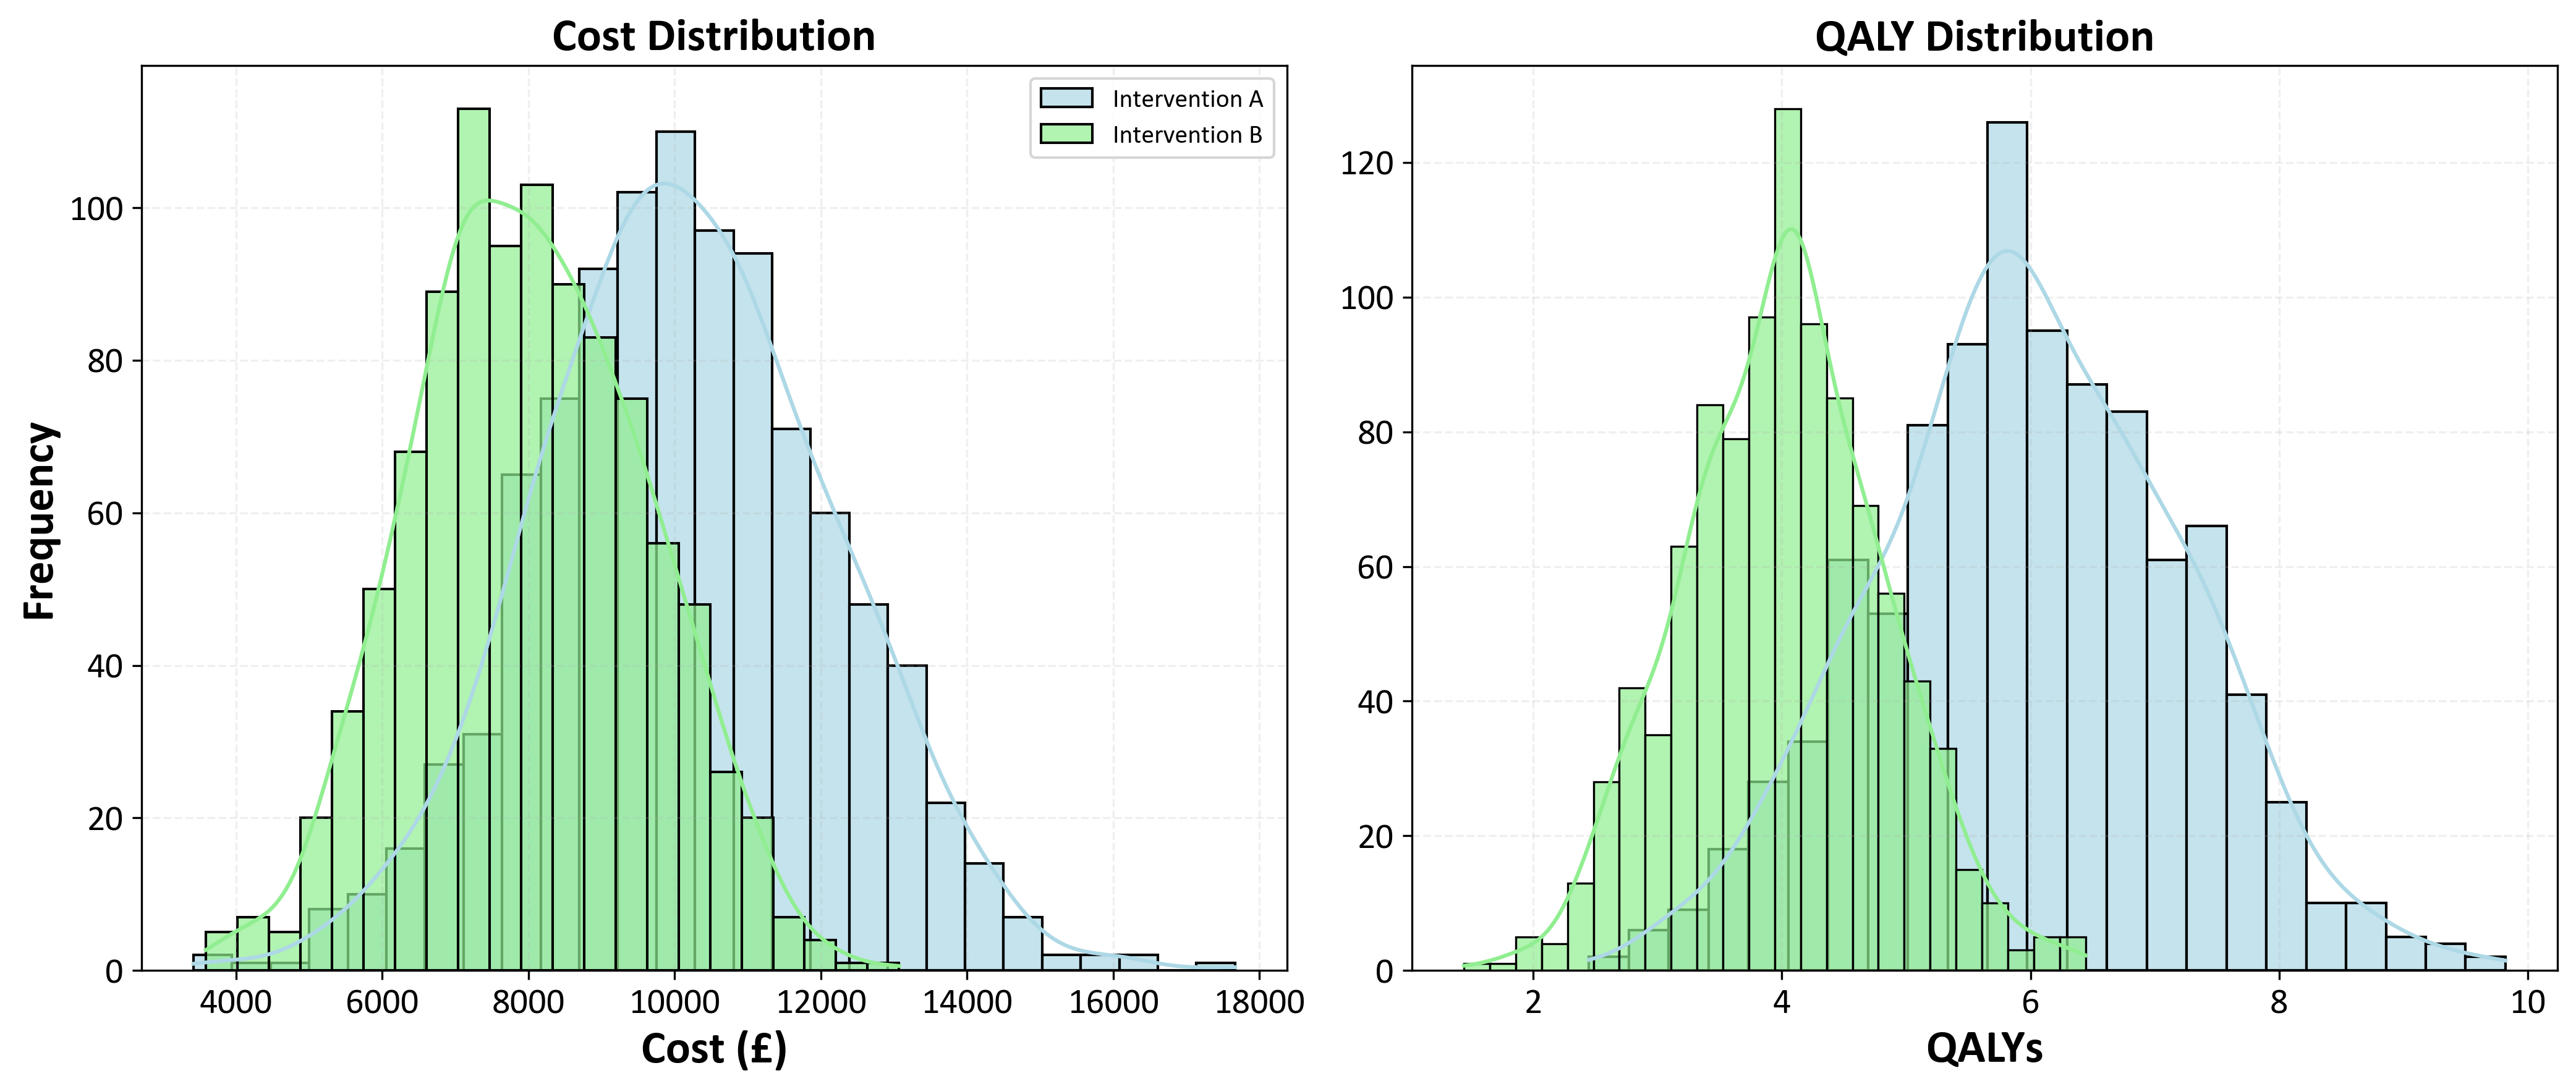 Cost Distribution
Intervention A
Intervention B
100
80
60
40
20
0
Frequency
4000 6000 8000 10000 12000 14000 16000 18000
Cost (£)
QALY Distribution
120
100
80
60
40
20
0
2 4 6 8 10
QALYs